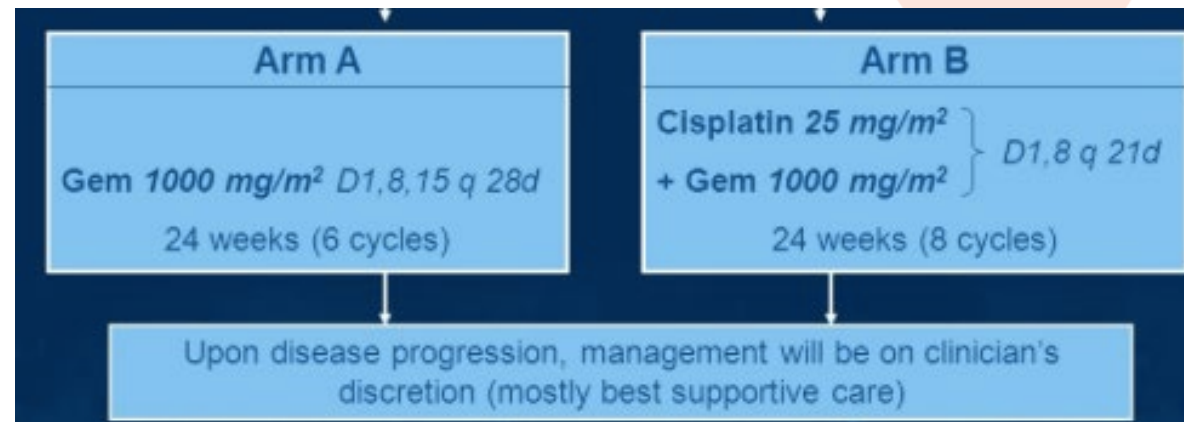 Arm A
Gem 1000 mg/m² D1,8,15 q 28d
24 weeks (6 cycles)
Arm B
Cisplatin 25 mg/m²
+ Gem 1000 mg/m²
D1,8 q 21d
24 weeks (8 cycles)
Upon disease progression, management will be on clinician's
discretion (mostly best supportive care)